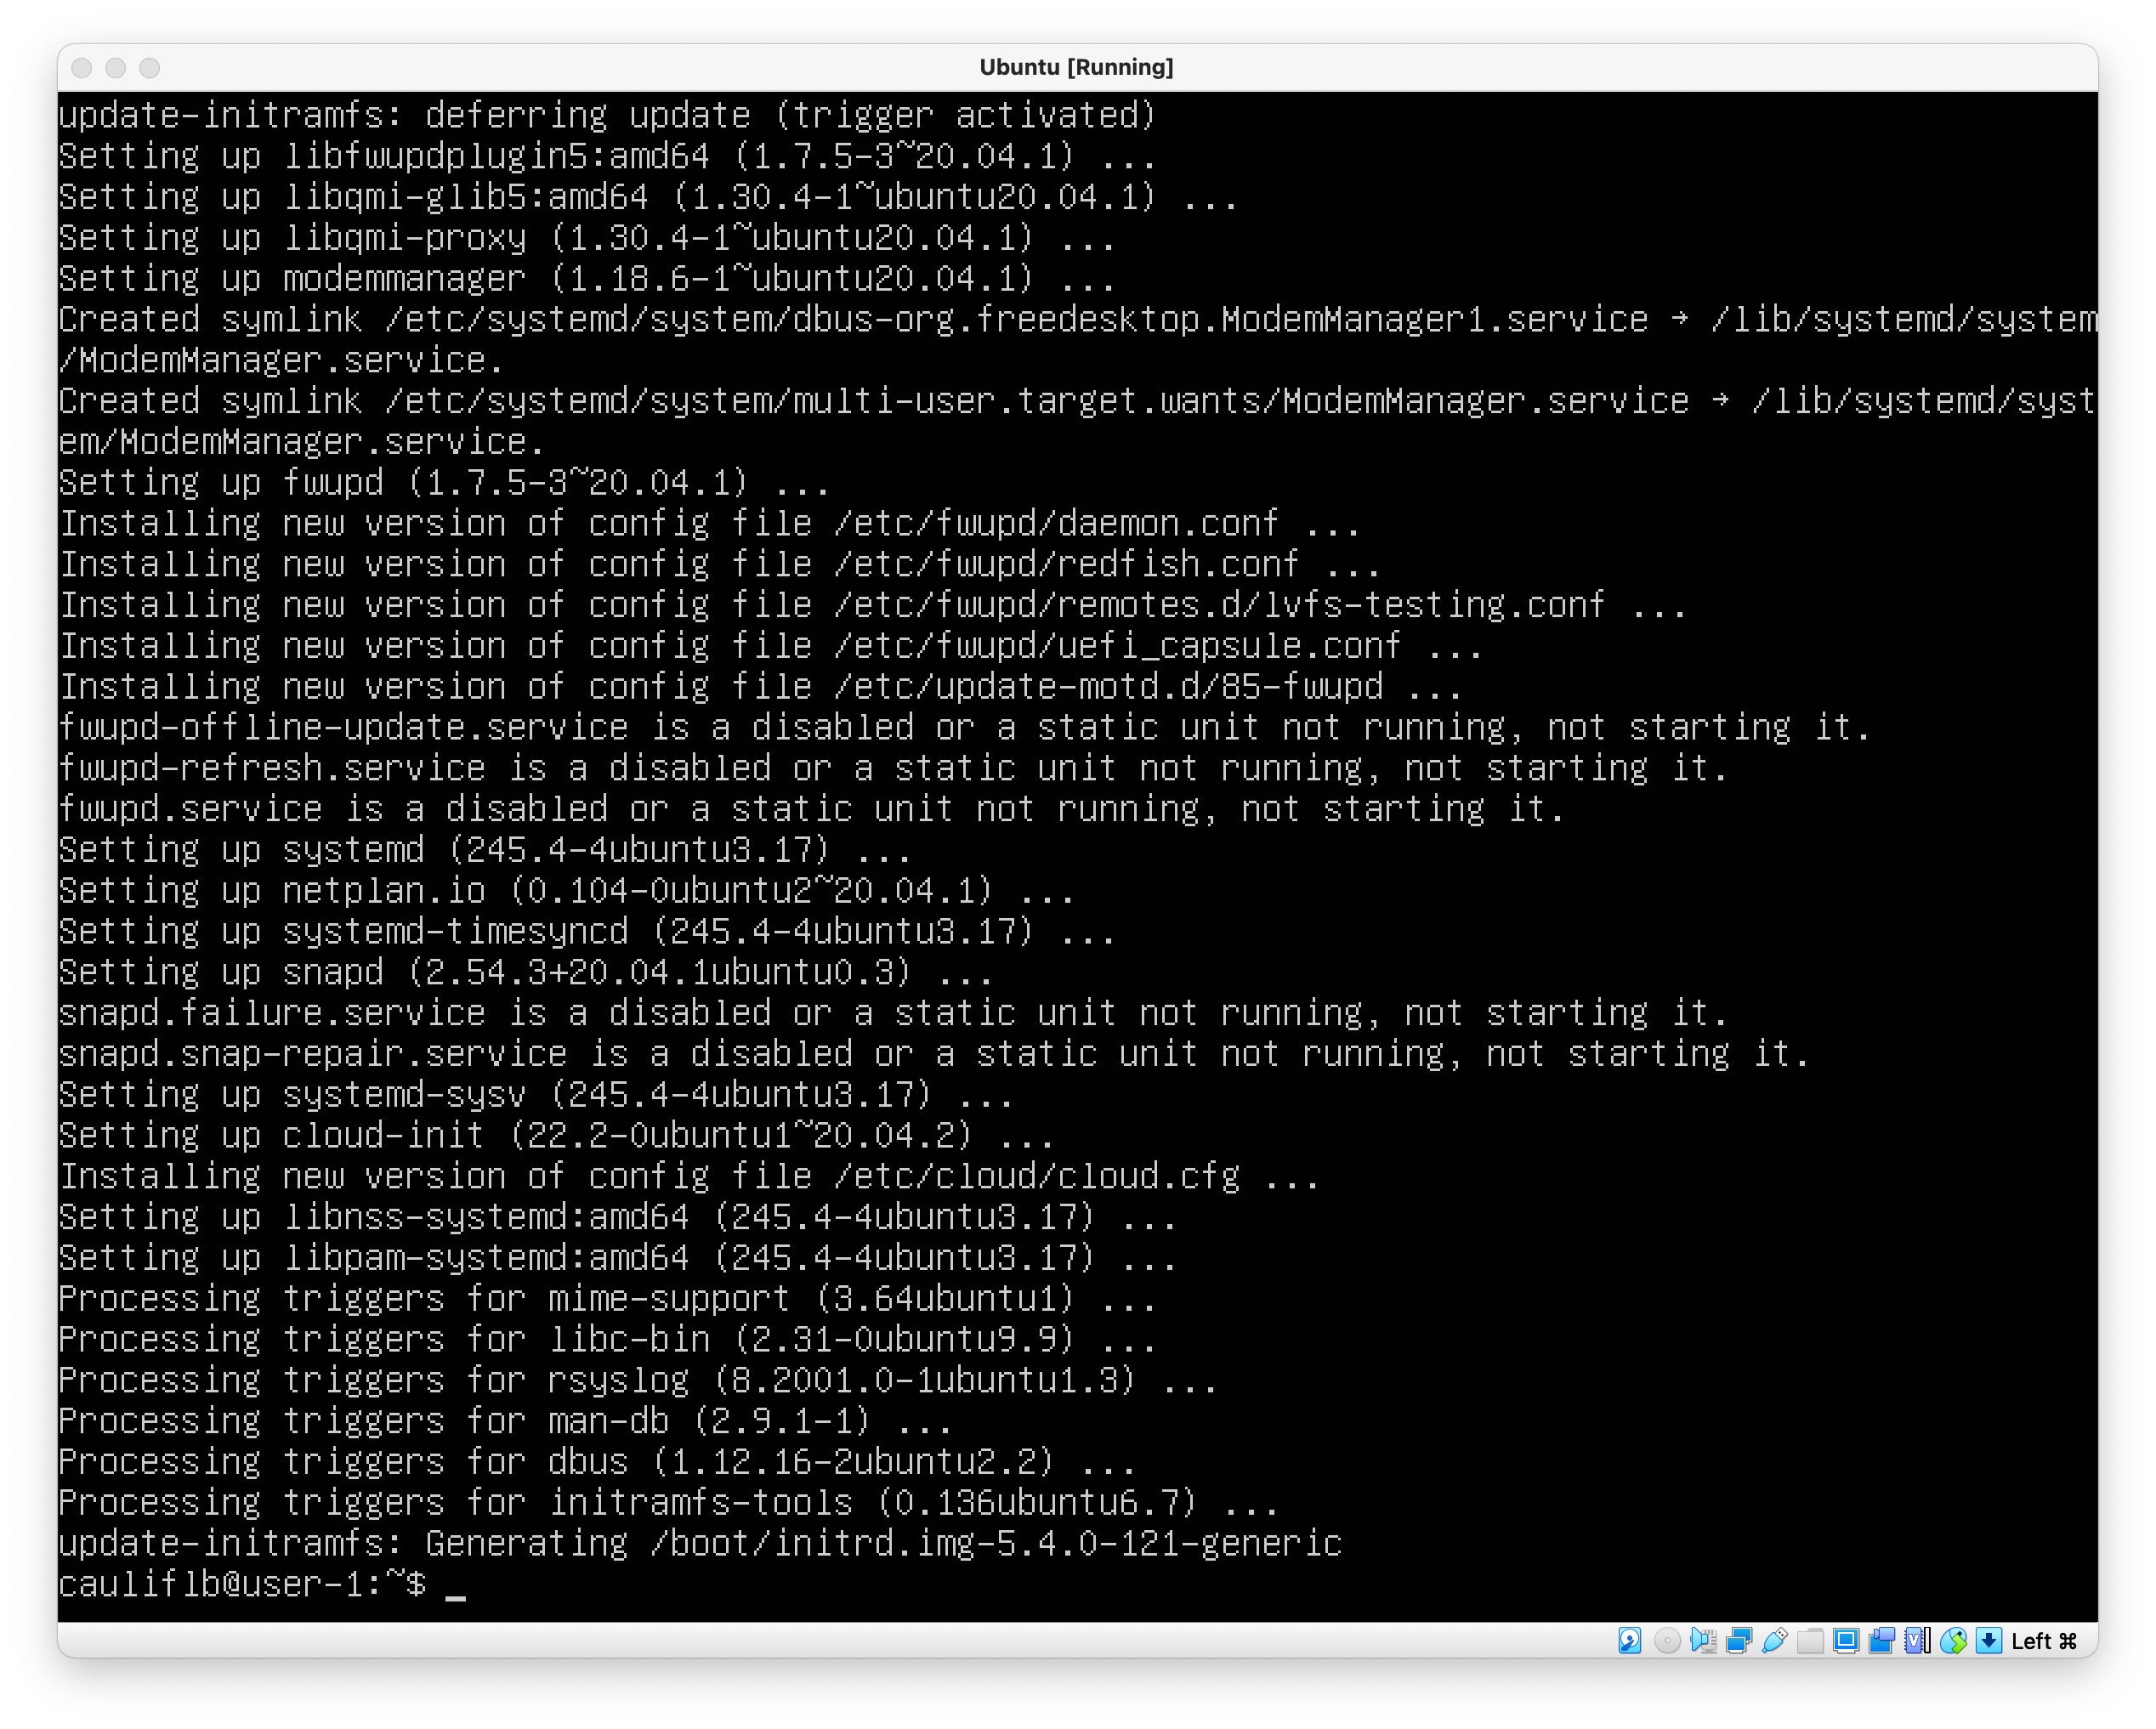 Ubuntu [Running]
update-initramfs: deferring update (trigger activated)
Setting up libfwupdplugin5:amd64 (1.7.5-3~20.04.1) ...
Setting up libqmi-glib5:amd64 (1.30.4-1~ubuntu20.04.1) ...
Setting up libqmi-proxy (1.30.4-1~ubuntu20.04.1) ...
Setting up modemmanager (1.18.6-1~ubuntu20.04.1) ...
Created symlink /etc/systemd/system/dbus-org.freedesktop.ModemManager1.service → /lib/systemd/system
/ModemManager.service.
Created symlink /etc/systemd/system/multi-user.target.wants/ModemManager.service → /lib/systemd/syst
em/ModemManager.service.
Setting up fwupd (1.7.5-3~20.04.1) ...
Installing new version of config file /etc/fwupd/daemon.conf ...
Installing new version of config file /etc/fwupd/redfish.conf ...
Installing new version of config file /etc/fwupd/remotes.d/lvfs-testing.conf ...
Installing new version of config file /etc/fwupd/uefi_capsule.conf ...
Installing new version of config file /etc/update-motd.d/85-fwupd ...
fwupd-offline-update.service is a disabled or a static unit not running, not starting it.
fwupd-refresh.service is a disabled or a static unit not running, not starting it.
fwupd.service is a disabled or a static unit not running, not starting it.
Setting up systemd (245.4-4ubuntu3.17) ...
Setting up netplan.io (0.104-0ubuntu2~20.04.1) ...
Setting up systemd-timesyncd (245.4-4ubuntu3.17) ...
Setting up snapd (2.54.3+20.04.1ubuntu0.3) ...
snapd.failure.service is a disabled or a static unit not running, not starting it.
snapd.snap-repair.service is a disabled or a static unit not running, not starting it.
Setting up systemd-sysv (245.4-4ubuntu3.17) ...
Setting up cloud-init (22.2-0ubuntu1~20.04.2) ...
Installing new version of config file /etc/cloud/cloud.cfg ...
Setting up libnss-systemd:amd64 (245.4-4ubuntu3.17) ...
Setting up libpam-systemd:amd64 (245.4-4ubuntu3.17) ...
Processing triggers for mime-support (3.64ubuntu1) ...
Processing triggers for libc-bin (2.31-0ubuntu9.9) ...
Processing triggers for rsyslog (8.2001.0-1ubuntu1.3) ...
Processing triggers for man-db (2.9.1-1) ...
Processing triggers for dbus (1.12.16-2ubuntu2.2) ...
Processing triggers for initramfs-tools (0.136ubuntu6.7) ...
update-initramfs: Generating /boot/initrd.img-5.4.0-121-generic
cauliflb@user-1:~$ _
Left ⌘